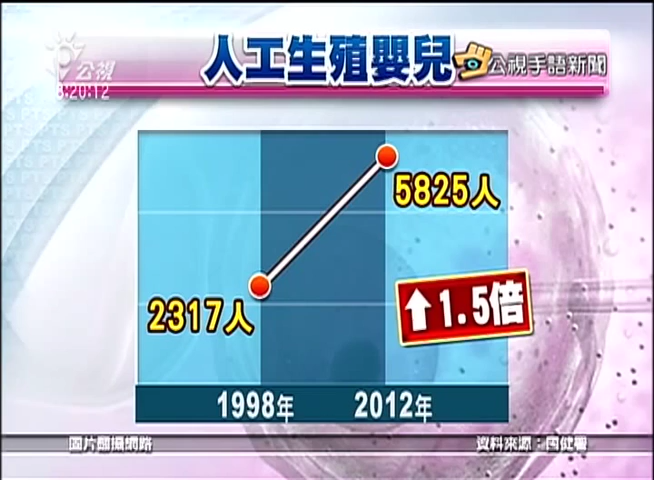 人工生殖嬰兒
公視
公視手語新聞
8:20:12
5825人
2317人
1.5倍
1998年
2012年
圖片翻攝網路
資料來源：國健署